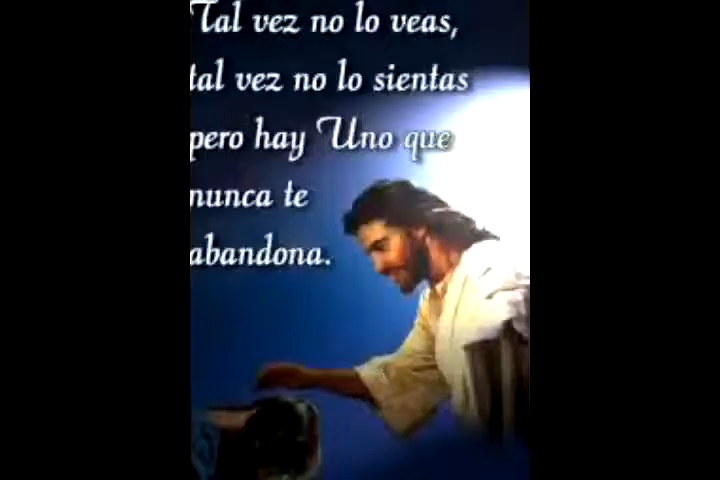 Tal vez no lo veas,
tal vez no lo sientas
pero hay Uno que
nunca te
abandona.